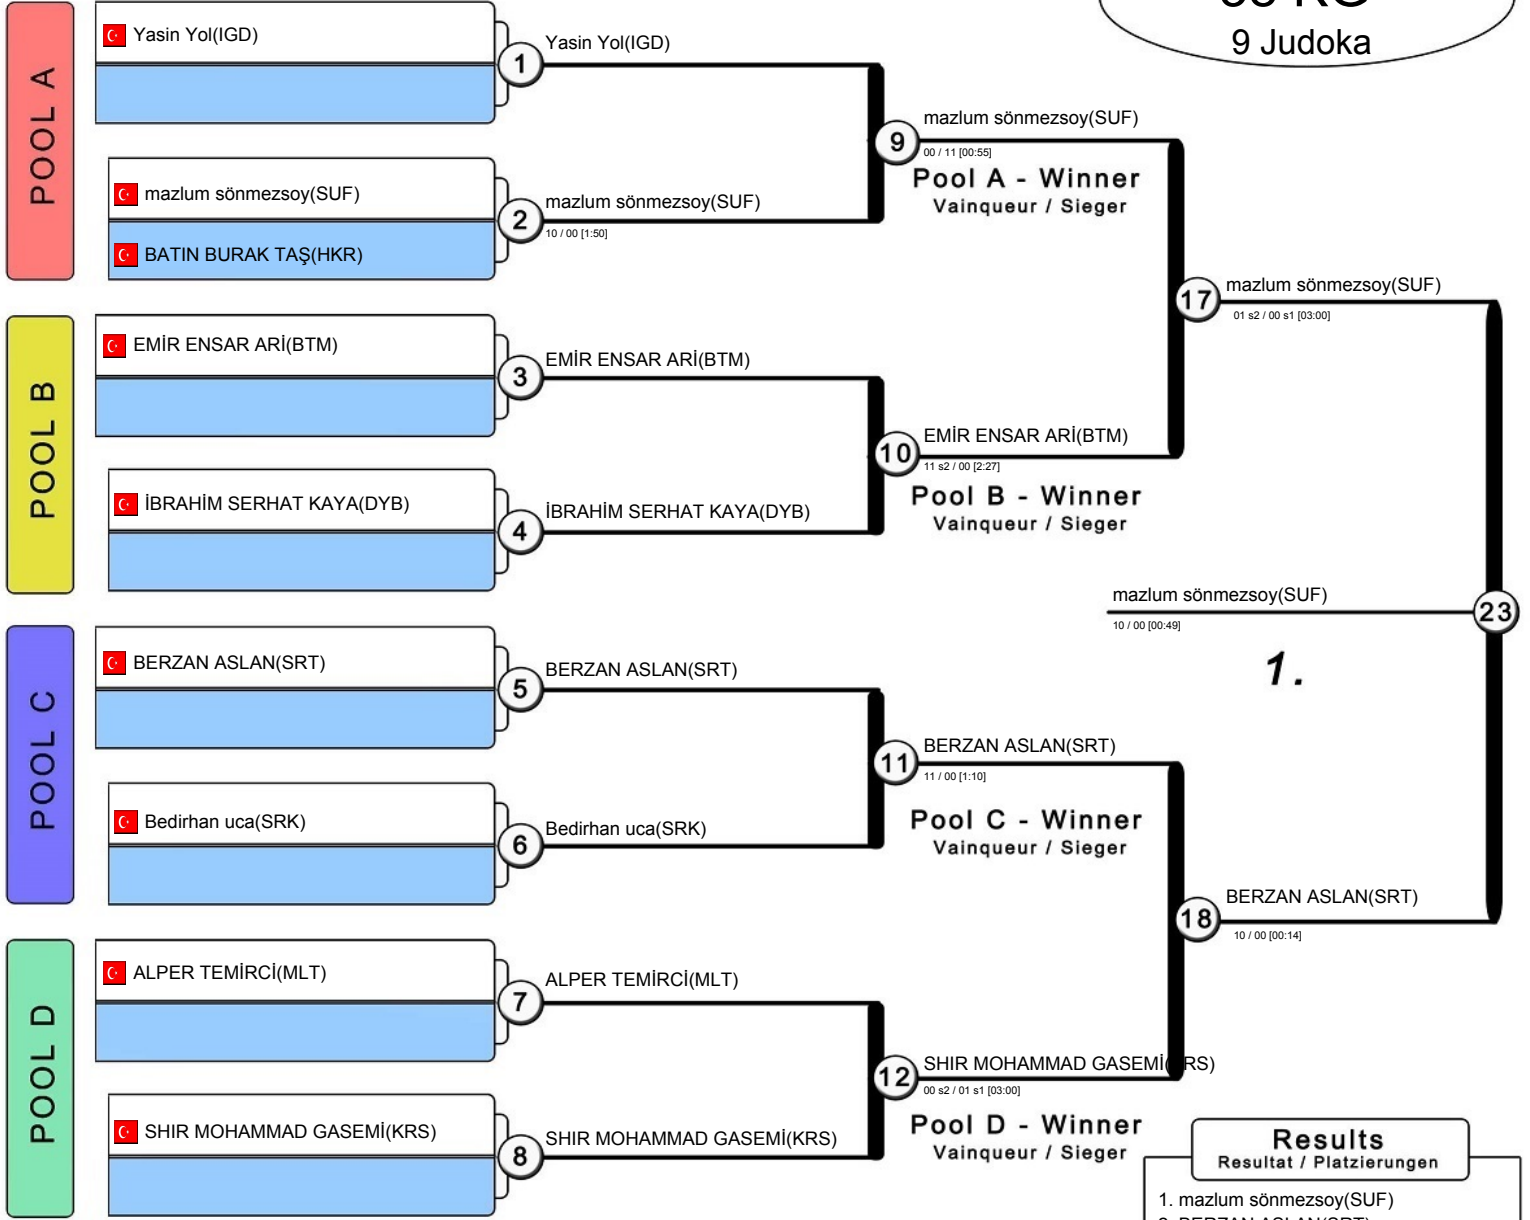 KG
9 Judoka
POOL A
Yasin Yol(IGD)
1
Yasin Yol(IGD)
mazlum sönmezsoy(SUF)
BATIN BURAK TAŞ(HKR)
2
mazlum sönmezsoy(SUF)
10 / 00 [1:50]
9
mazlum sönmezsoy(SUF)
00 / 11 [00:55]
Pool A - Winner
Vainqueur / Sieger
POOL B
EMİR ENSAR ARİ(BTM)
3
EMİR ENSAR ARİ(BTM)
İBRAHİM SERHAT KAYA(DYB)
4
İBRAHİM SERHAT KAYA(DYB)
10
EMİR ENSAR ARİ(BTM)
11 s2 / 00 [2:27]
Pool B - Winner
Vainqueur / Sieger
17
mazlum sönmezsoy(SUF)
01 s2 / 00 s1 [03:00]
mazlum sönmezsoy(SUF)
10 / 00 [00:49]
23
1.
POOL C
BERZAN ASLAN(SRT)
5
BERZAN ASLAN(SRT)
Bedirhan uca(SRK)
6
Bedirhan uca(SRK)
11
BERZAN ASLAN(SRT)
11 / 00 [1:10]
Pool C - Winner
Vainqueur / Sieger
18
BERZAN ASLAN(SRT)
10 / 00 [00:14]
POOL D
ALPER TEMİRCİ(MLT)
7
ALPER TEMİRCİ(MLT)
SHIR MOHAMMAD GASEMİ(KRS)
8
SHIR MOHAMMAD GASEMİ(KRS)
12
SHIR MOHAMMAD GASEMİ(KRS)
00 s2 / 01 s1 [03:00]
Pool D - Winner
Vainqueur / Sieger
Results
Resultat / Platzierungen
1. mazlum sönmezsoy(SUF)
2. BERZAN ASLAN(SRT)